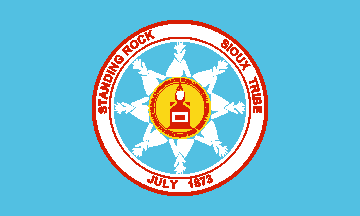 STANDING ROCK SIOUX TRIBE
JULY 1873